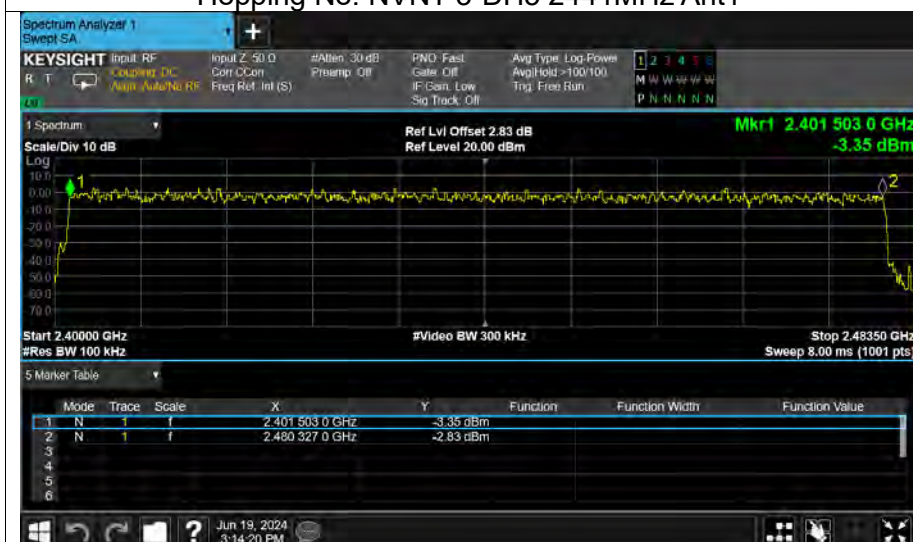 Hopping No. NVNT 3-DH5 2441MHz Ant1
Spectrum Analyzer 1
Swept SA
+
KEYSIGHT Input: RF Input Z: 50 Ω #Atten: 30 dB PNO: Fast Avg Type: Log-Power 1 2 3 4 5 6
R T Coupling: DC Corr CCorr Preamp: Off Gate: Off Avg|Hold: >100/100 M W W W W W
Align: Auto/No RF Freq Ref: Int (S) IF Gain: Low Trig: Free Run
Sig Track: Off P N N N N N
1 Spectrum
Ref Lvl Offset 2.83 dB Mkr1 2.401 503 0 GHz
Scale/Div 10 dB Ref Level 20.00 dBm -3.35 dBm
Log
10.0
1
2
0.00
-10.0
-20.0
-30.0
-40.0
-50.0
-60.0
-70.0
Start 2.40000 GHz #Video BW 300 kHz Stop 2.48350 GHz
#Res BW 100 kHz Sweep 8.00 ms (1001 pts)
5 Marker Table
Mode Trace Scale X Y Function Function Width Function Value
1 N 1 f 2.401 503 0 GHz -3.35 dBm
2 N 1 f 2.480 327 0 GHz -2.83 dBm
3
4
5
6
? Jun 19, 2024
3:14:20 PM